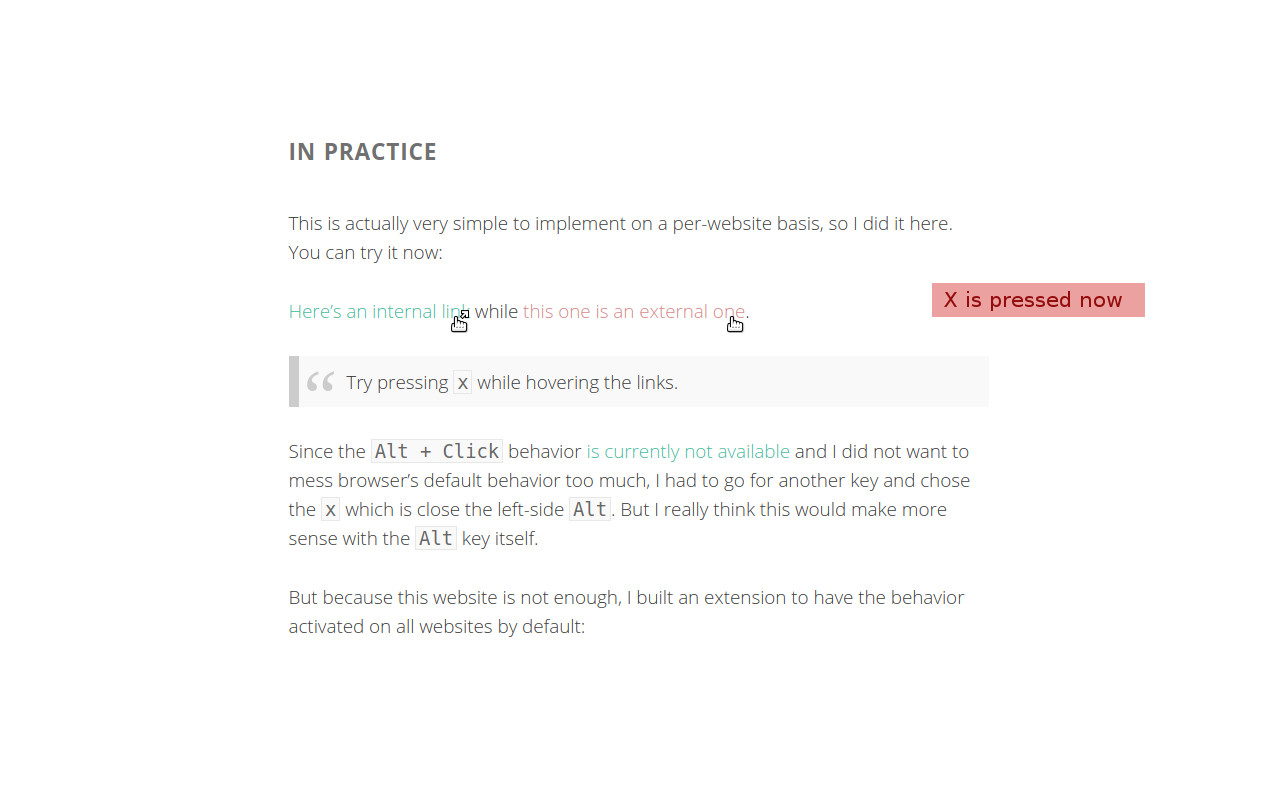 IN PRACTICE
This is actually very simple to implement on a per-website basis, so I did it here.
You can try it now:
Here’s an internal link while this one is an external one.
X is pressed now
“ Try pressing x while hovering the links.
Since the Alt + Click behavior is currently not available and I did not want to
mess browser’s default behavior too much, I had to go for another key and chose
the x which is close the left-side Alt. But I really think this would make more
sense with the Alt key itself.
But because this website is not enough, I built an extension to have the behavior
activated on all websites by default: